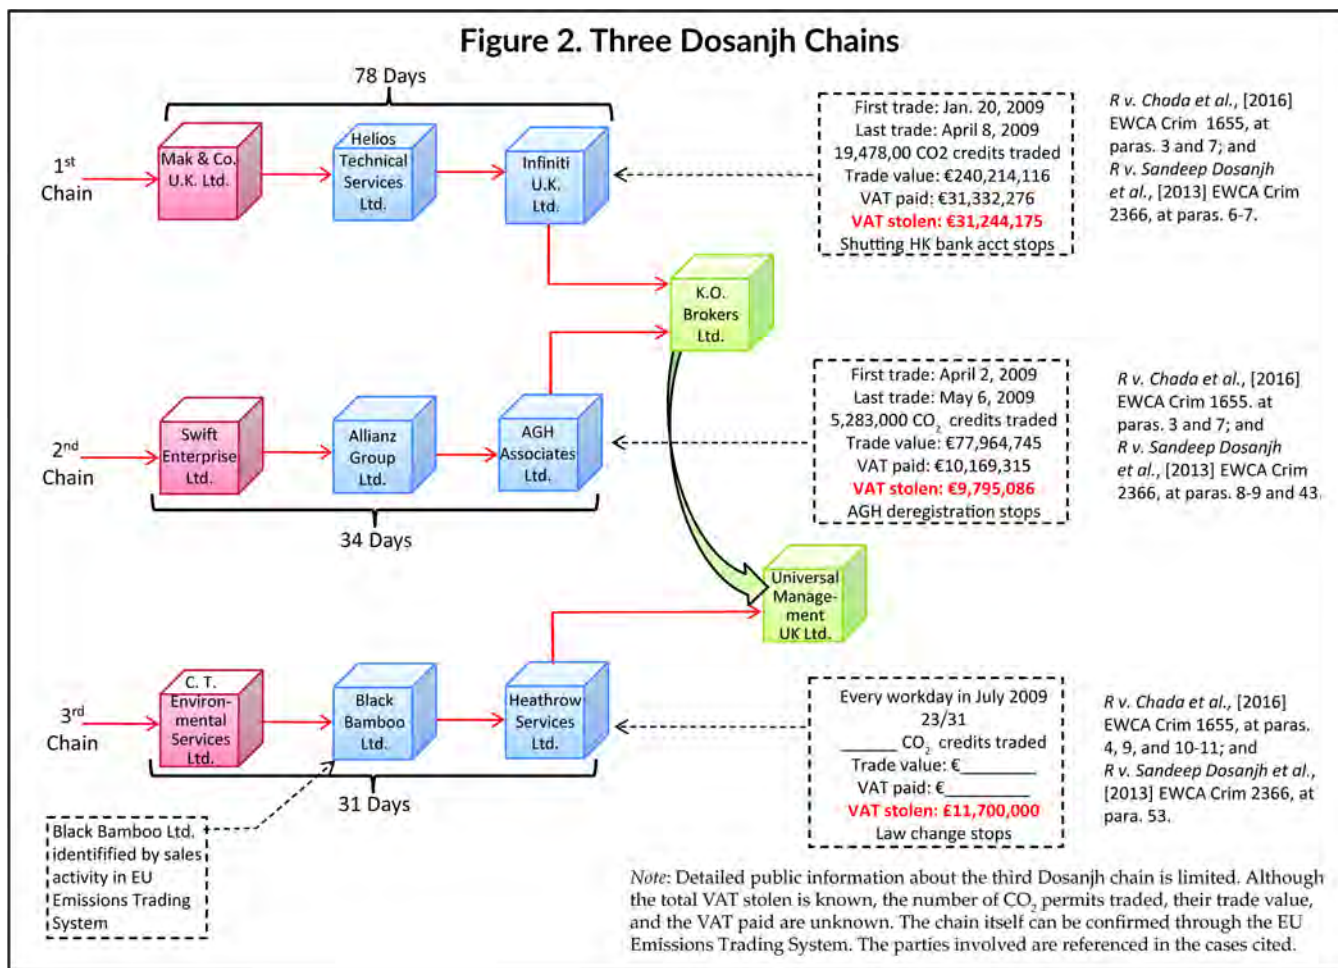 Figure 2. Three Dosanjh Chains
78 Days
1st
Chain
Mak & Co.
U.K. Ltd.
Helios
Technical
Services
Ltd.
Infiniti
U.K.
Ltd.
First trade: Jan. 20, 2009
Last trade: April 8, 2009
19,478,00 CO2 credits traded
Trade value: €240,214,116
VAT paid: €31,332,276
VAT stolen: €31,244,175
Shutting HK bank acct stops
R v. Chada et al., [2016]
EWCA Crim 1655, at
paras. 3 and 7; and
R v. Sandeep Dosanjh
et al., [2013] EWCA Crim
2366, at paras. 6-7.
K.O.
Brokers
Ltd.
2nd
Chain
Swift
Enterprise
Ltd.
Allianz
Group
Ltd.
AGH
Associates
Ltd.
34 Days
First trade: April 2, 2009
Last trade: May 6, 2009
5,283,000 CO2 credits traded
Trade value: €77,964,745
VAT paid: €10,169,315
VAT stolen: €9,795,086
AGH deregistration stops
R v. Chada et al., [2016]
EWCA Crim 1655. at
paras. 3 and 7; and
R v. Sandeep Dosanjh
et al., [2013] EWCA Crim
2366, at paras. 8-9 and 43.
Universal
Manage-
ment
UK Ltd.
3rd
Chain
C. T.
Environ-
mental
Services
Ltd.
Black
Bamboo
Ltd.
Heathrow
Services
Ltd.
31 Days
Every workday in July 2009
23/31
______ CO2 credits traded
Trade value: €_________
VAT paid: €__________
VAT stolen: £11,700,000
Law change stops
R v. Chada et al., [2016]
EWCA Crim 1655, at paras.
4, 9, and 10-11; and
R v. Sandeep Dosanjh et al.,
[2013] EWCA Crim 2366, at
para. 53.
Black Bamboo Ltd.
identifified by sales
activity in EU
Emissions Trading
System
Note: Detailed public information about the third Dosanjh chain is limited. Although
the total VAT stolen is known, the number of CO2 permits traded, their trade value,
and the VAT paid are unknown. The chain itself can be confirmed through the EU
Emissions Trading System. The parties involved are referenced in the cases cited.